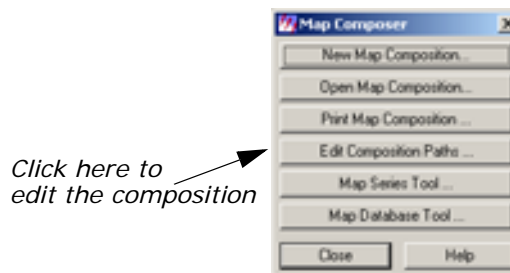 Map Composer
New Map Composition...
Open Map Composition...
Print Map Composition ...
Edit Composition Paths ...
Map Series Tool ...
Map Database Tool ...
Close Help
Click here to
edit the composition